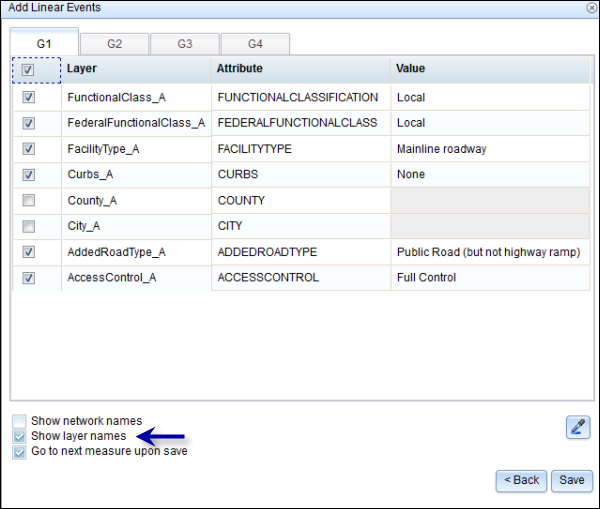 Add Linear Events
G1 G2 G3 G4
Layer Attribute Value
FunctionalClass_A FUNCTIONALCLASSIFICATION Local
FederalFunctionalClass_A FEDERALFUNCTIONALCLASS Local
FacilityType_A FACILITYTYPE Mainline roadway
Curbs_A CURBS None
County_A COUNTY
City_A CITY
AddedRoadType_A ADDEDROADTYPE Public Road (but not highway ramp)
AccessControl_A ACCESSCONTROL Full Control
Show network names
Show layer names
Go to next measure upon save
< Back Save